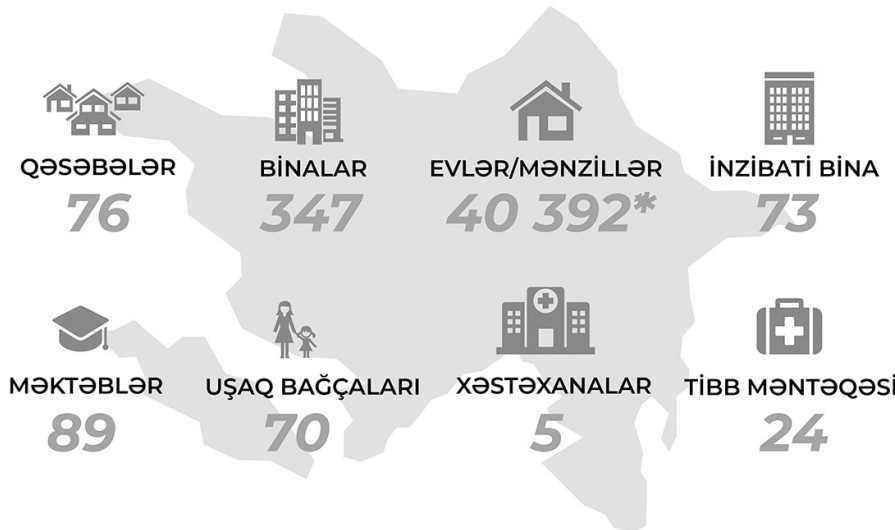 QƏSƏBƏLƏR
76
BİNALAR
347
EVLƏR/MƏNZİLLƏR
40 392*
İNZİBATİ BİNA
73
MƏKTƏBLƏR
89
UŞAQ BAĞÇALARI
70
XƏSTƏXANALAR
5
TİBB MƏNTƏQƏSİ
24